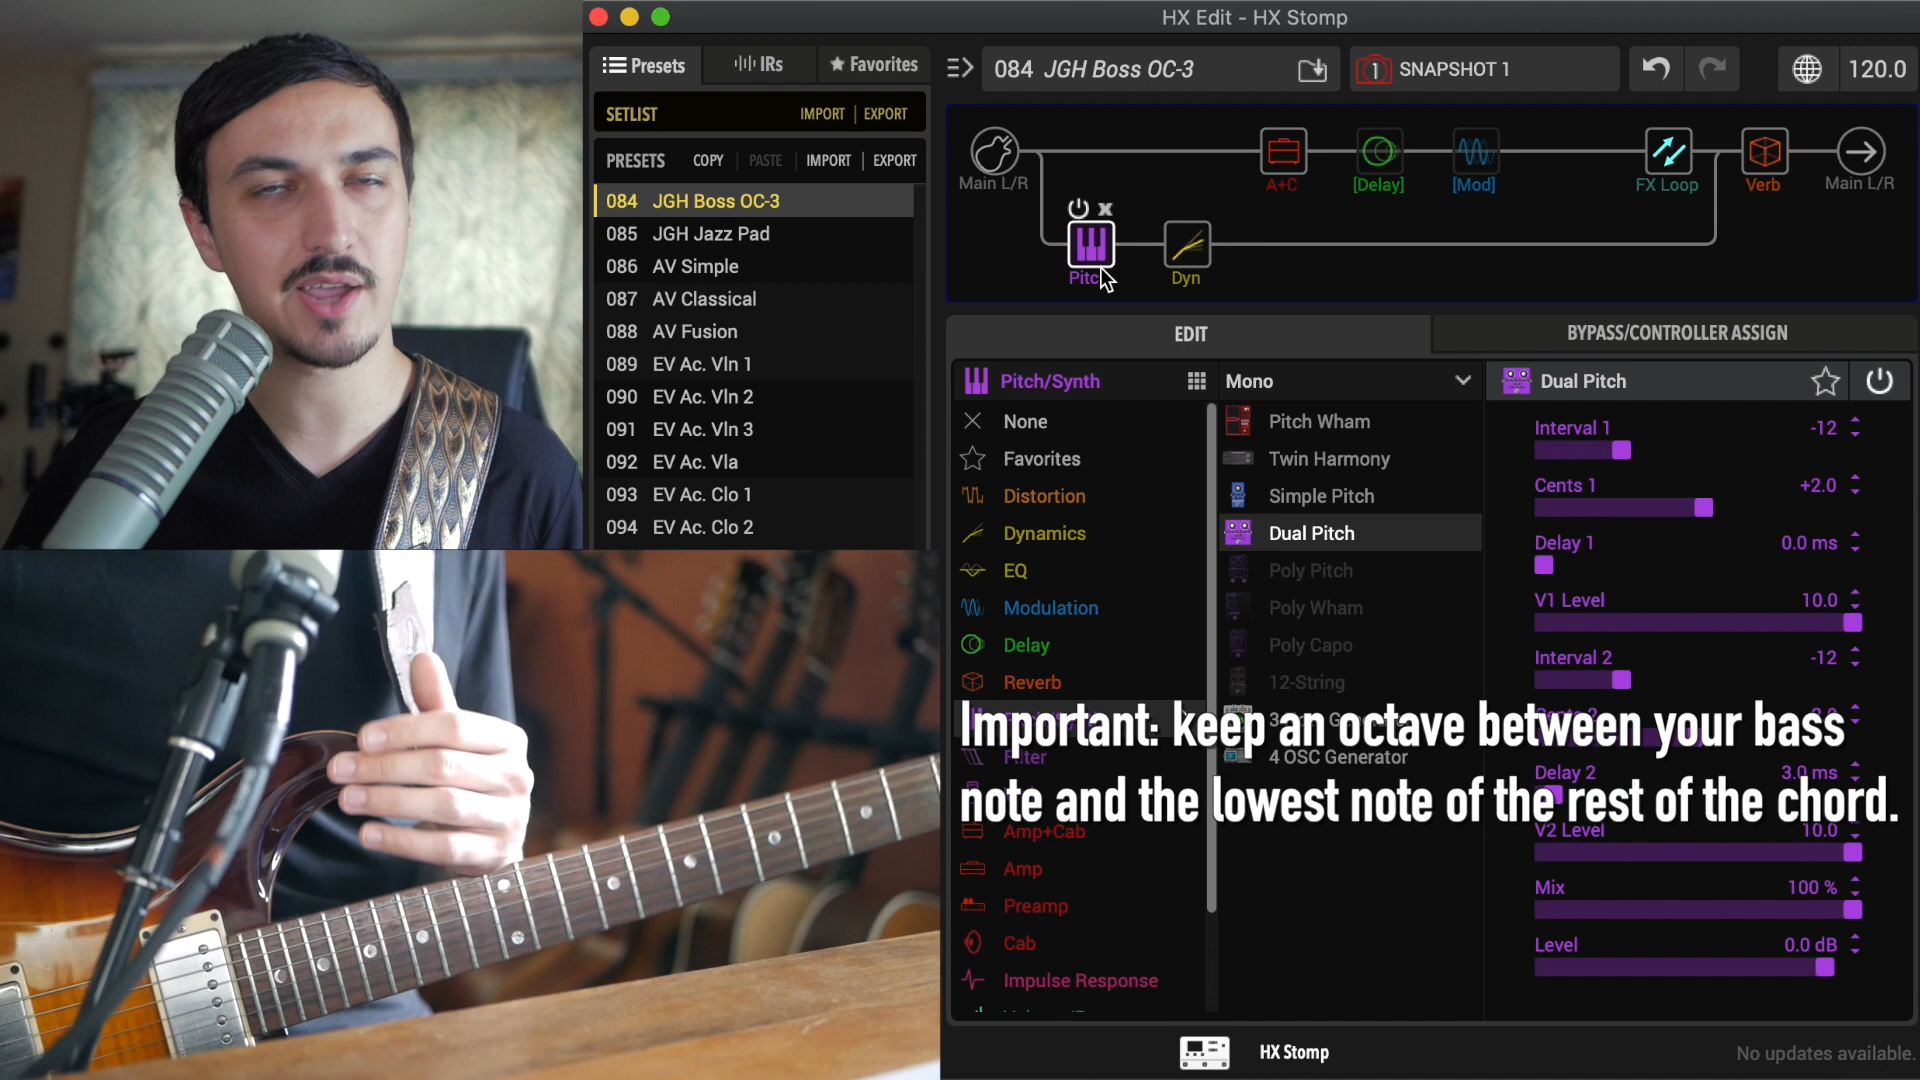 HX Edit - HX Stomp
Presets
IRs
Favorites
084 JGH Boss OC-3
1
SNAPSHOT 1
120.0
SETLIST
IMPORT
EXPORT
PRESETS
COPY
PASTE
IMPORT
EXPORT
084 JGH Boss OC-3
085 JGH Jazz Pad
086 AV Simple
087 AV Classical
088 AV Fusion
089 EV Ac. Vln 1
090 EV Ac. Vln 2
091 EV Ac. Vln 3
092 EV Ac. Vla
093 EV Ac. Clo 1
094 EV Ac. Clo 2
Main L/R
A+C
[Delay]
[Mod]
FX Loop
Verb
Main L/R
Dyn
EDIT
BYPASS/CONTROLLER ASSIGN
Pitch/Synth
None
Favorites
Distortion
Dynamics
EQ
Modulation
Delay
Reverb
Amp+Cab
Amp
Preamp
Cab
Impulse Response
Mono
Pitch Wham
Twin Harmony
Simple Pitch
Dual Pitch
Poly Pitch
Poly Wham
Poly Capo
12-String
4 OSC Generator
Dual Pitch
Interval 1 -12
Cents 1 +2.0
Delay 1 0.0 ms
V1 Level 10.0
Interval 2 -12
Delay 2 3.0 ms
V2 Level 10.0
Mix 100 %
Level 0.0 dB
Important: keep an octave between your bass
note and the lowest note of the rest of the chord.
HX Stomp
No updates available.